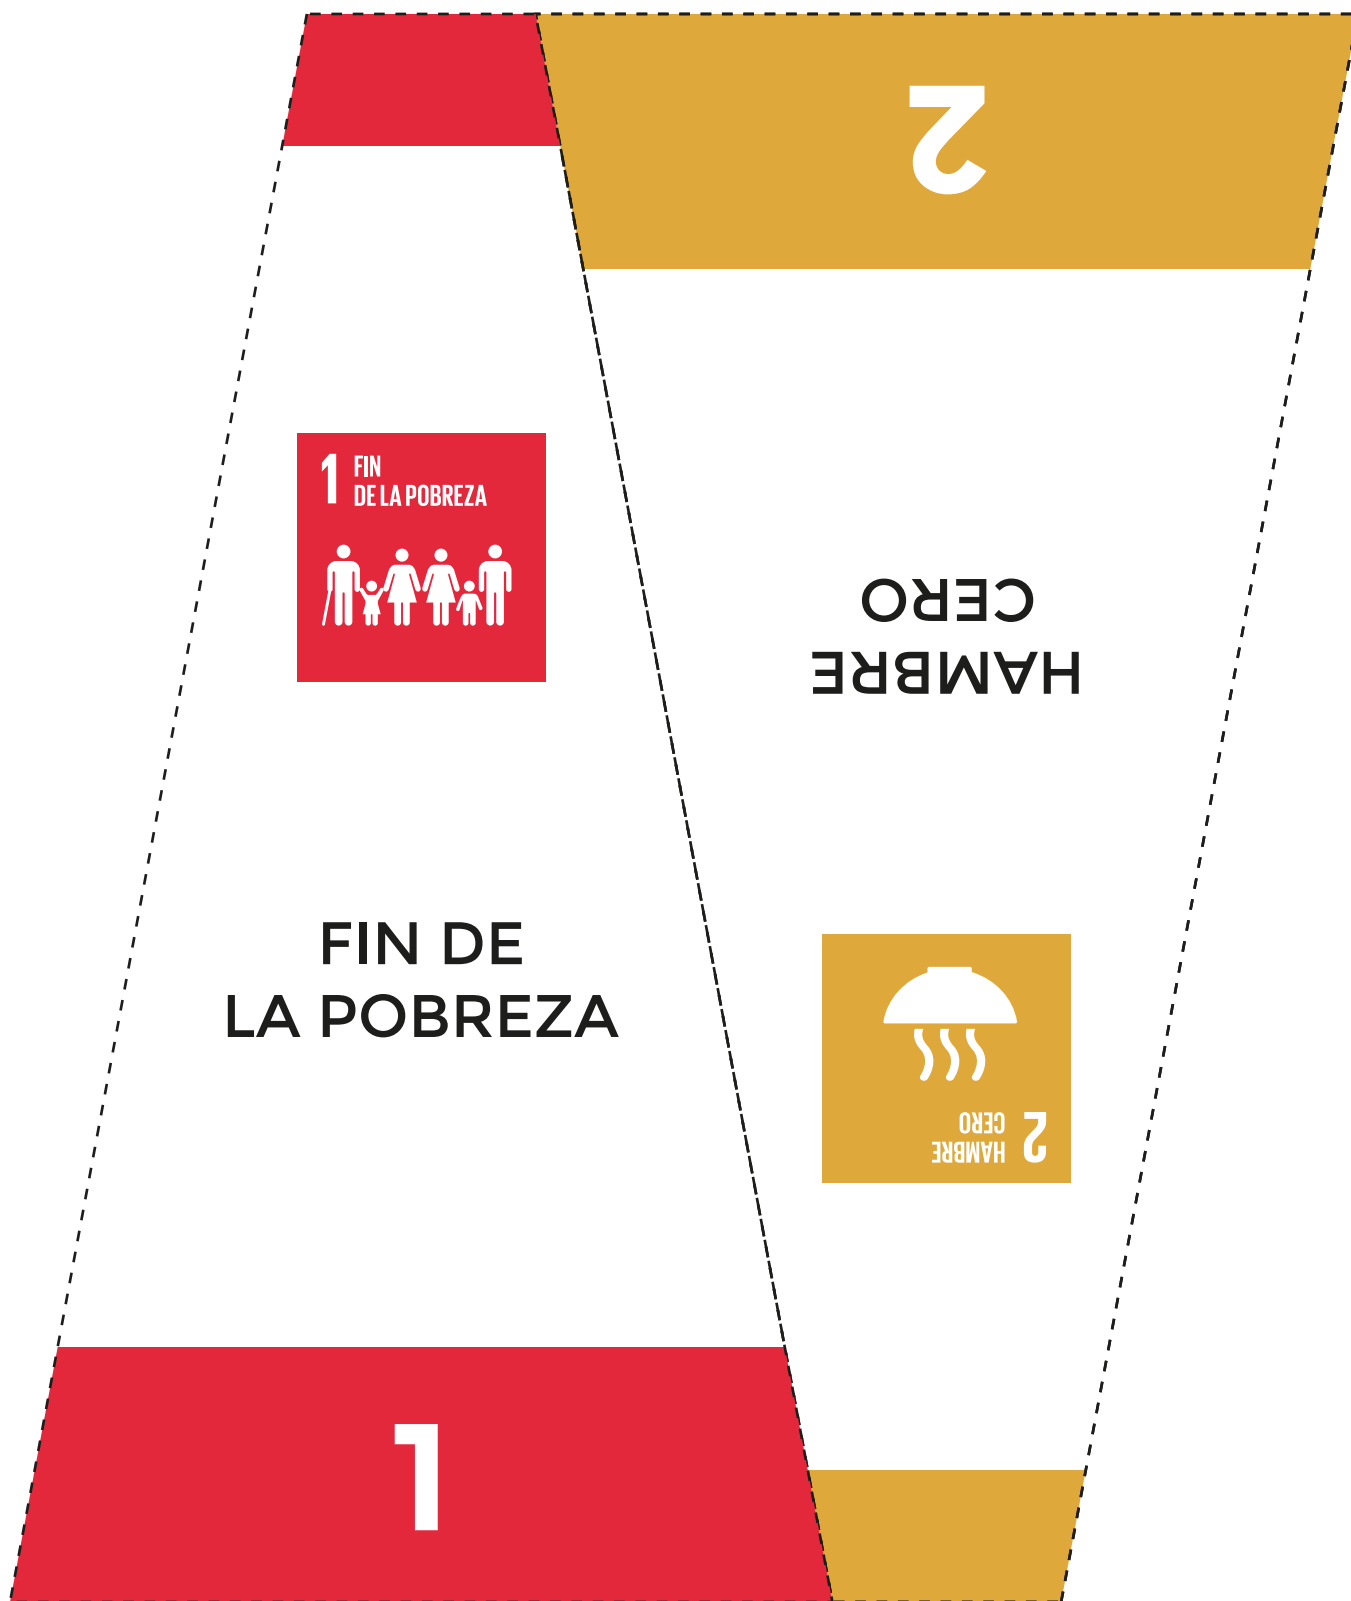 1 FIN
DE LA POBREZA
FIN DE
LA POBREZA
1
2
HAMBRE
CERO
2 HAMBRE
CERO